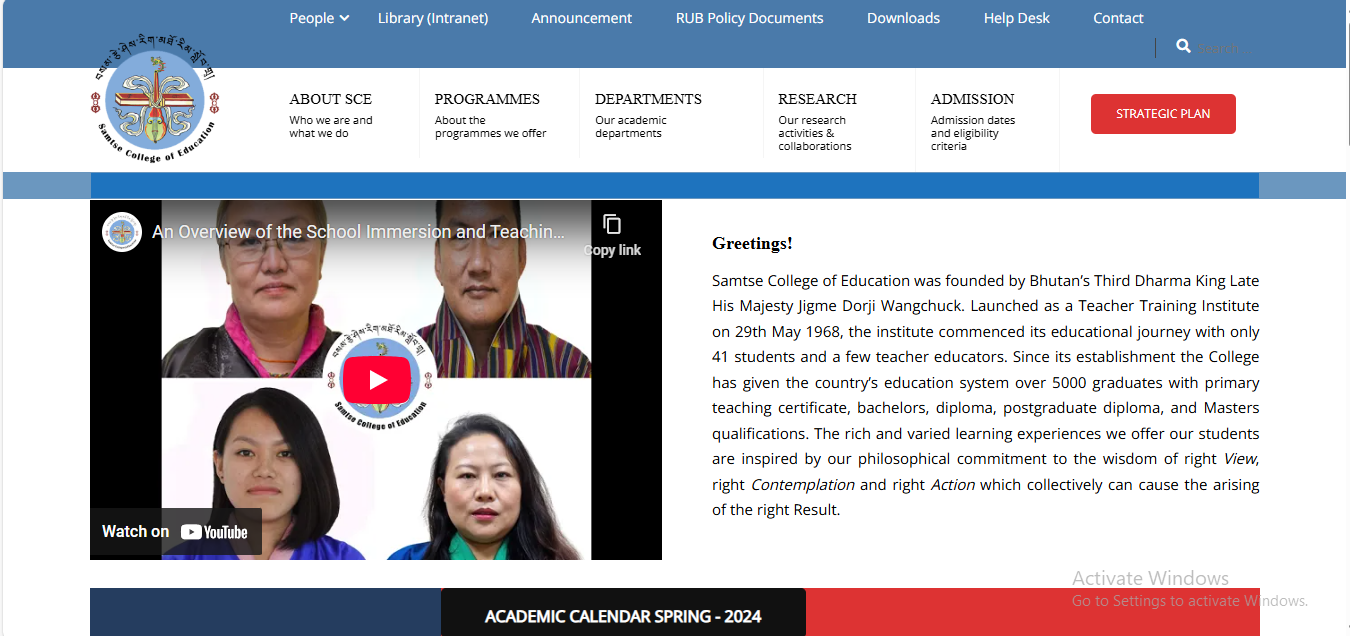 People Library (Intranet) Announcement RUB Policy Documents Downloads Help Desk Contact
Search...
བསམ་རྩེ་ཤེས་རིག་མཐོ་རིམ་སློབ་གྲྭ།
Samtse College of Education
ABOUT SCE
Who we are and
what we do
PROGRAMMES
About the
programmes we offer
DEPARTMENTS
Our academic
departments
RESEARCH
Our research
activities &
collaborations
ADMISSION
Admission dates
and eligibility
criteria
STRATEGIC PLAN
An Overview of the School Immersion and Teachin...
Copy link
བསམ་རྩེ་ཤེས་རིག་མཐོ་རིམ་སློབ་གྲྭ།
Samtse College of Education
Watch on YouTube
Greetings!
Samtse College of Education was founded by Bhutan’s Third Dharma King Late
His Majesty Jigme Dorji Wangchuck. Launched as a Teacher Training Institute
on 29th May 1968, the institute commenced its educational journey with only
41 students and a few teacher educators. Since its establishment the College
has given the country’s education system over 5000 graduates with primary
teaching certificate, bachelors, diploma, postgraduate diploma, and Masters
qualifications. The rich and varied learning experiences we offer our students
are inspired by our philosophical commitment to the wisdom of right View,
right Contemplation and right Action which collectively can cause the arising
of the right Result.
Activate Windows
Go to Settings to activate Windows.
ACADEMIC CALENDAR SPRING - 2024